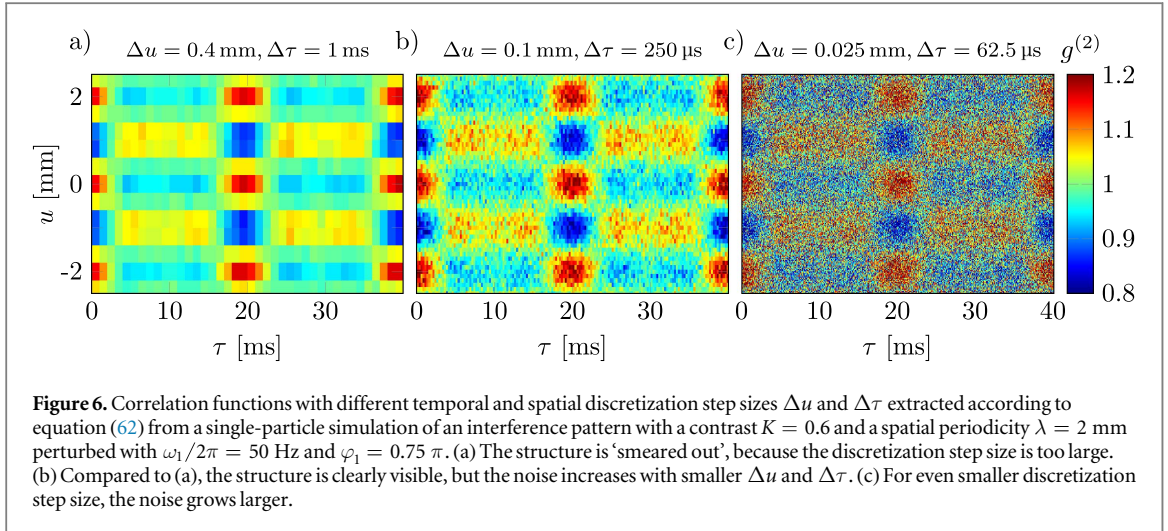 a) Δu = 0.4 mm, Δτ = 1 ms b) Δu = 0.1 mm, Δτ = 250 µs c) Δu = 0.025 mm, Δτ = 62.5 µs g(2)
2
0
-2
u [mm]
0 10 20 30
0 10 20 30
0 10 20 30 40
τ [ms] τ [ms] τ [ms]
1.2
1.1
1
0.9
0.8
Figure 6. Correlation functions with different temporal and spatial discretization step sizes Δu and Δτ extracted according to
equation (62) from a single-particle simulation of an interference pattern with a contrast K = 0.6 and a spatial periodicity λ = 2 mm
perturbed with ω₁/2π = 50 Hz and φ₁ = 0.75 π. (a) The structure is ‘smeared out’, because the discretization step size is too large.
(b) Compared to (a), the structure is clearly visible, but the noise increases with smaller Δu and Δτ. (c) For even smaller discretization
step size, the noise grows larger.